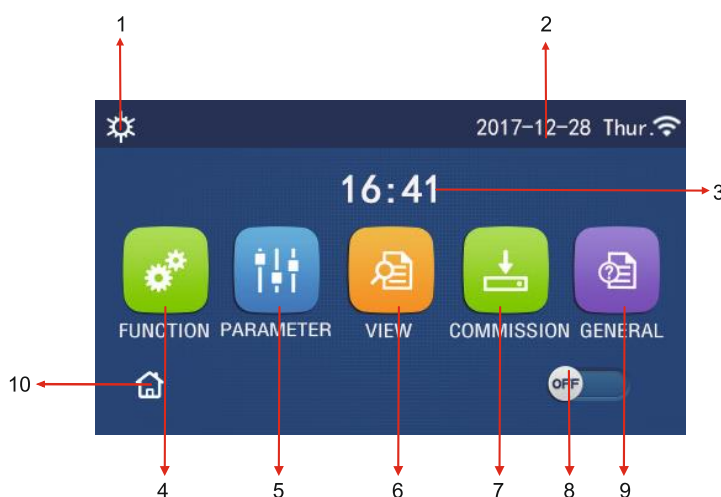 1 2
2017-12-28 Thur.
16:41 3
FUNCTION PARAMETER VIEW COMMISSION GENERAL
10 OFF
4 5 6 7 8 9